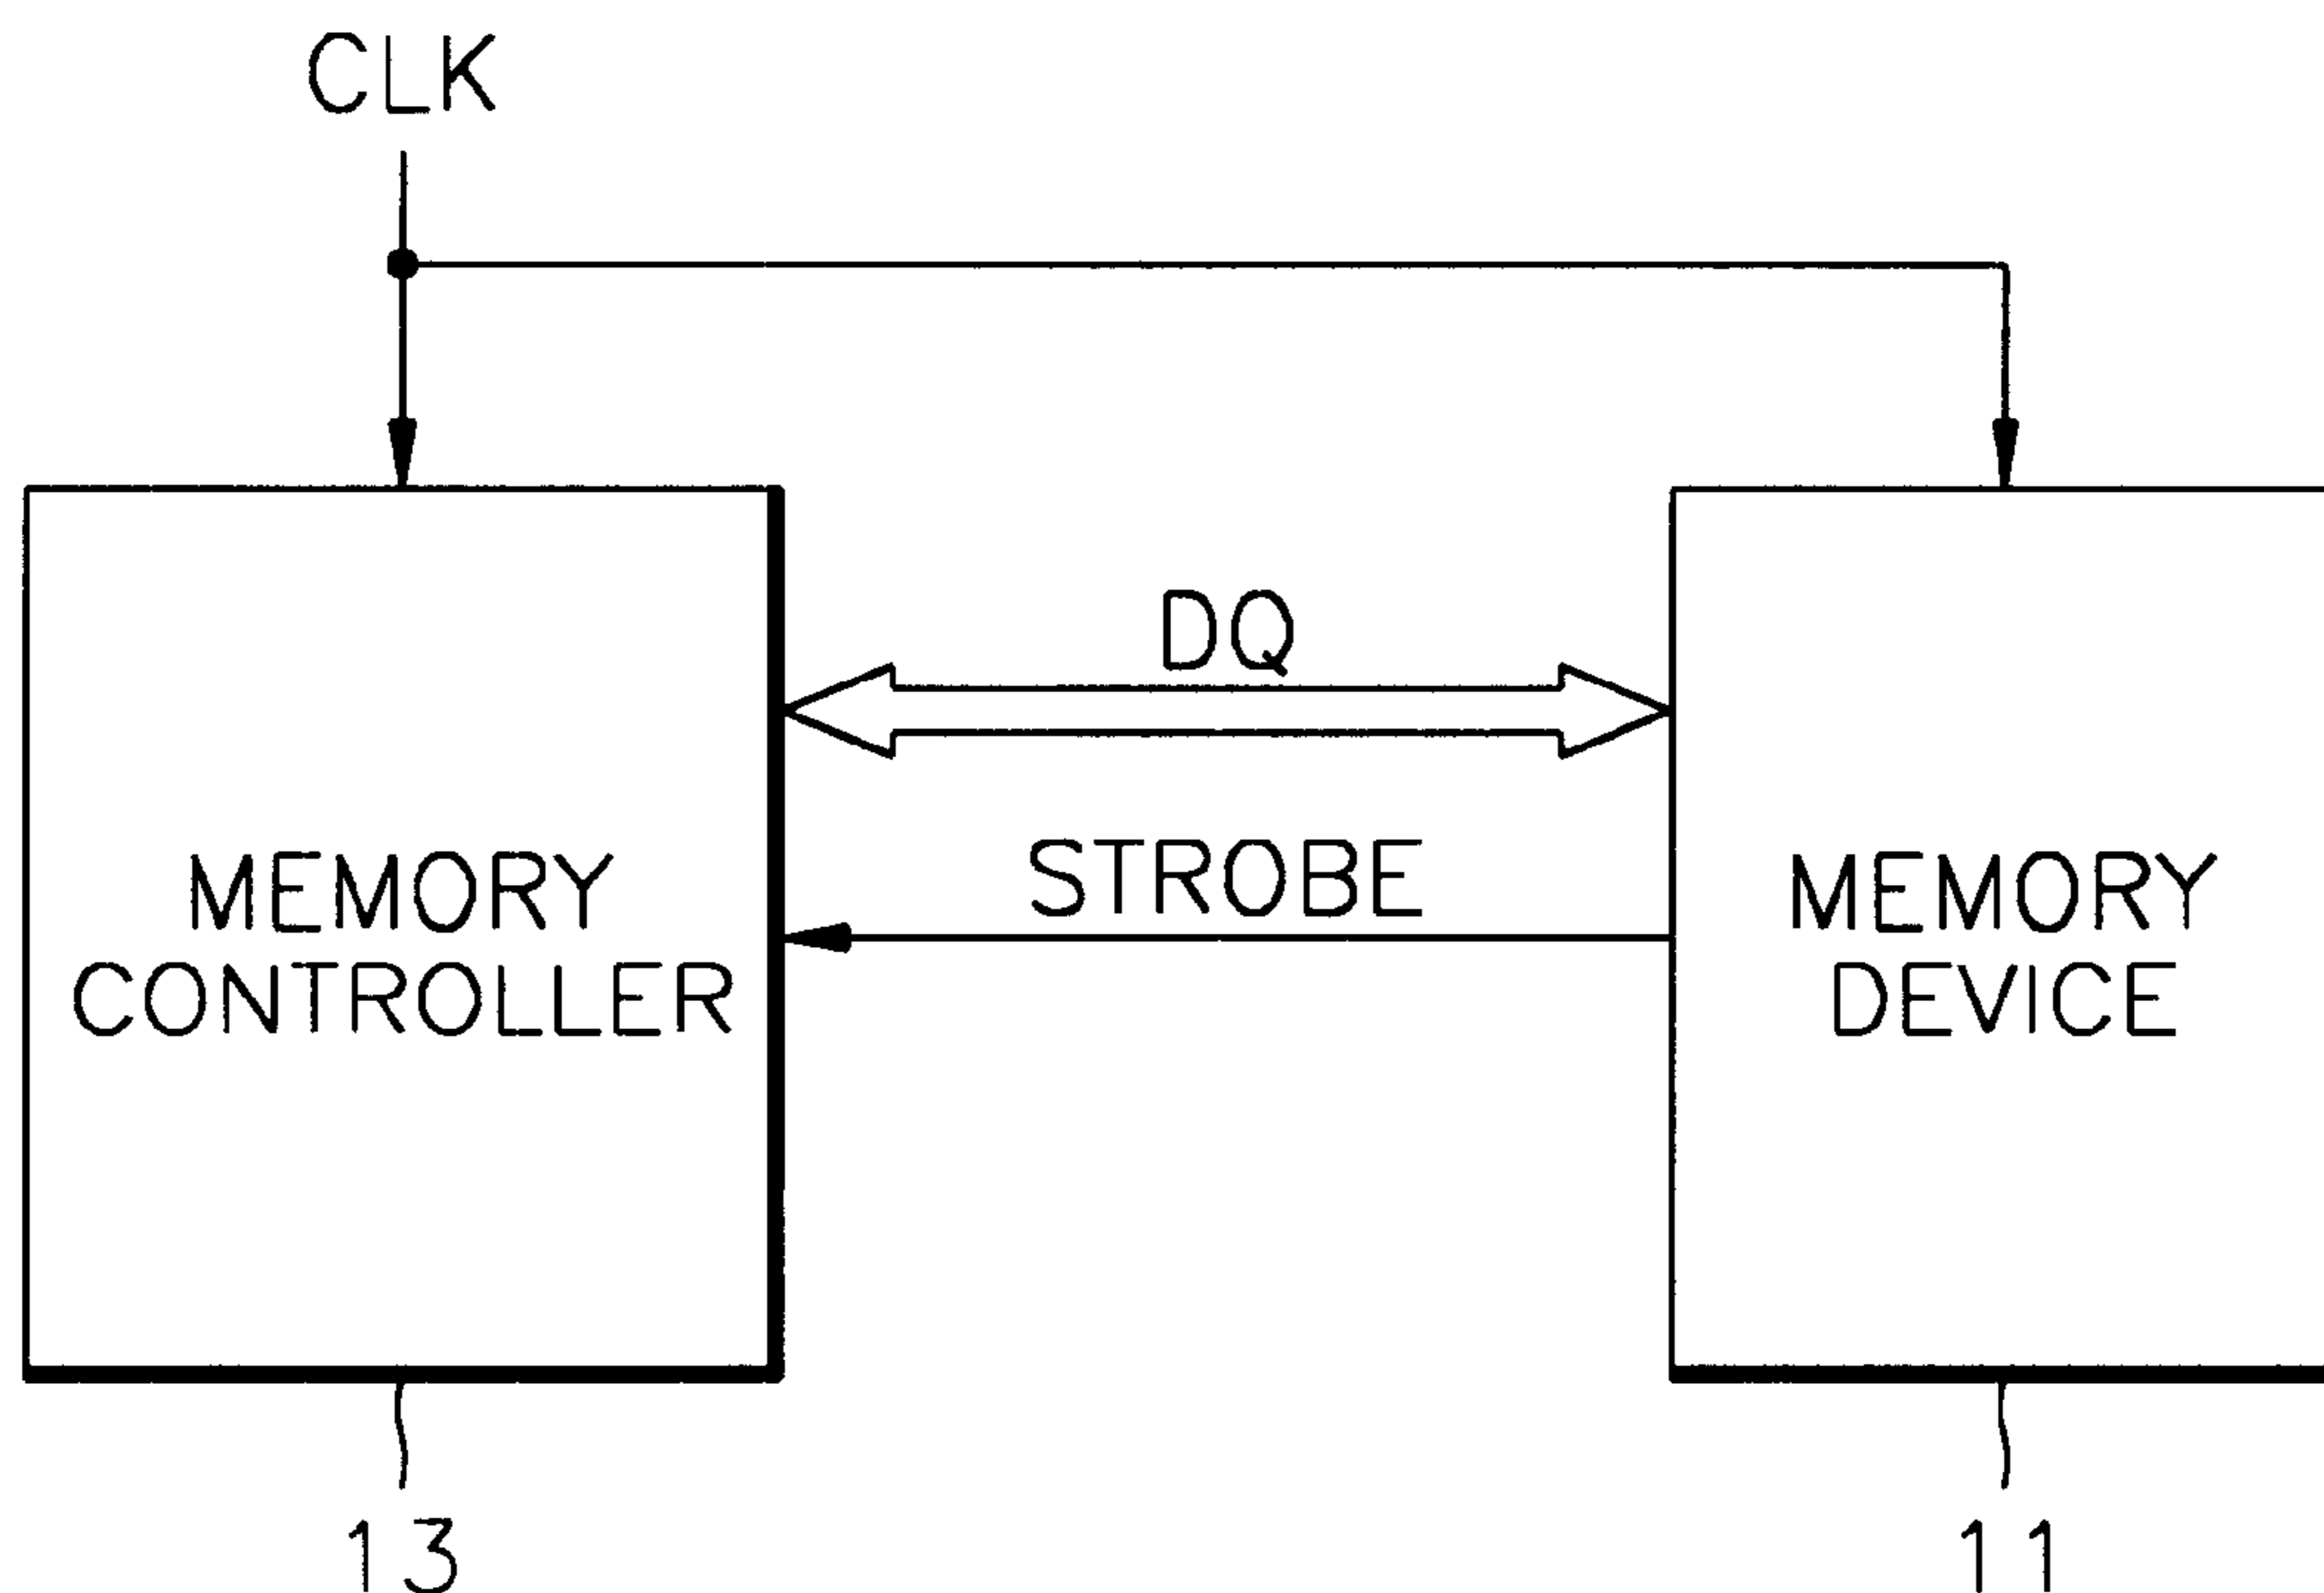 CLK
DQ
STROBE
MEMORY
CONTROLLER
MEMORY
DEVICE
13
11